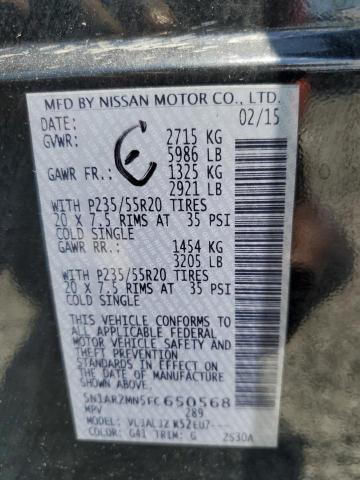 MFD BY NISSAN MOTOR CO., LTD.
DATE: 02/15
GVWR: 2715 KG
5986 LB
GAWR FR.: 1325 KG
2921 LB
WITH P235/55R20 TIRES
20 X 7.5 RIMS AT 35 PSI
COLD SINGLE
GAWR RR.: 1454 KG
3205 LB
WITH P235/55R20 TIRES
20 X 7.5 RIMS AT 35 PSI
COLD SINGLE
THIS VEHICLE CONFORMS TO
ALL APPLICABLE FEDERAL
MOTOR VEHICLE SAFETY
AND THEFT PREVENTION
STANDARDS IN EFFECT ON
THE DATE OF MANUFACTURE
SHOWN ABOVE.
5N1AR2MN5FC650568
MPV 289
MODEL:
COLOR: G41 TRIM: G 2S30A
E